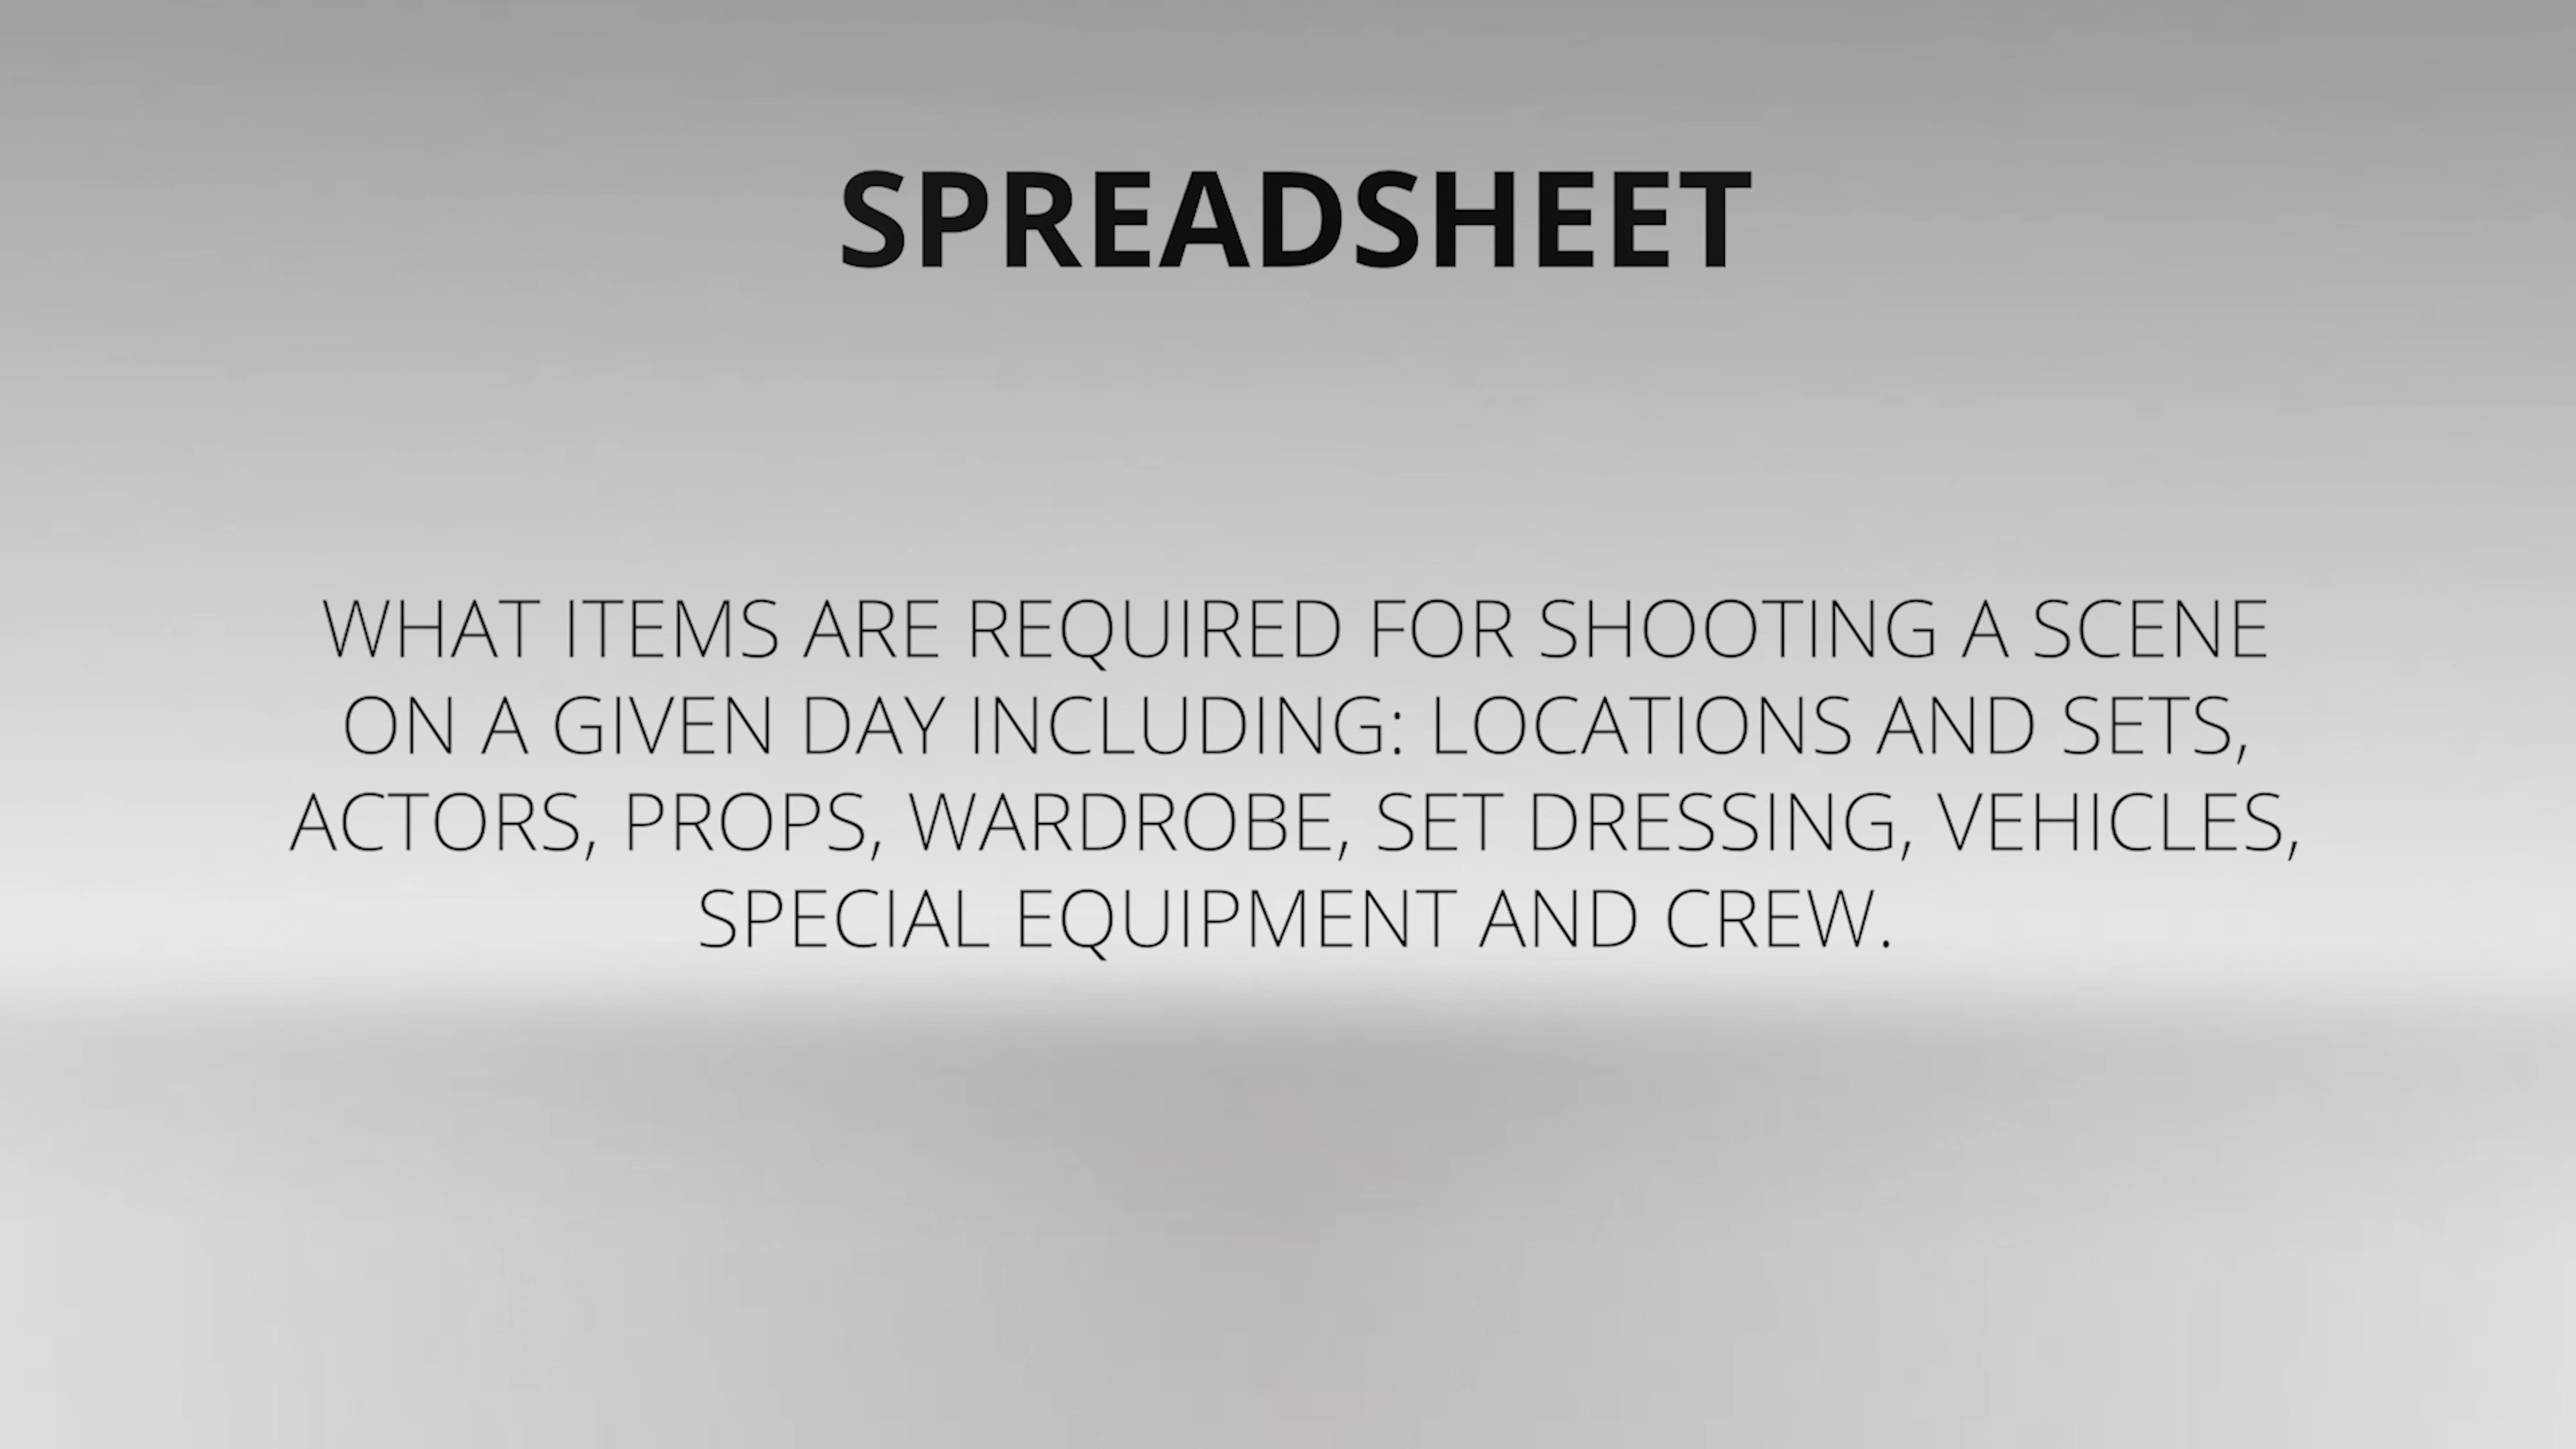 SPREADSHEET
WHAT ITEMS ARE REQUIRED FOR SHOOTING A SCENE
ON A GIVEN DAY INCLUDING: LOCATIONS AND SETS,
ACTORS, PROPS, WARDROBE, SET DRESSING, VEHICLES,
SPECIAL EQUIPMENT AND CREW.